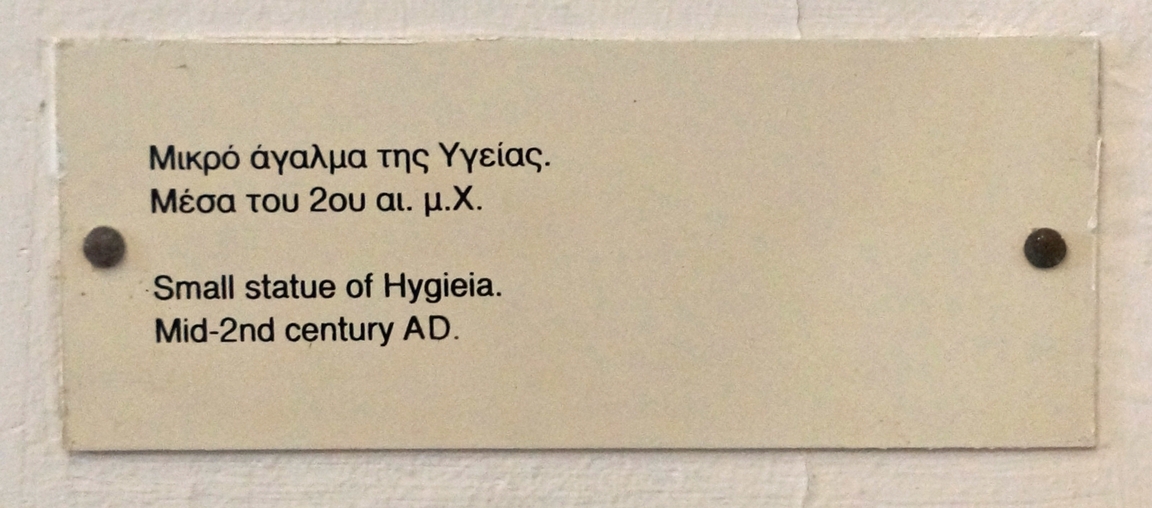 Μικρό άγαλμα της Υγείας.
Μέσα του 2ου αι. μ.Χ.
Small statue of Hygieia.
Mid-2nd century AD.